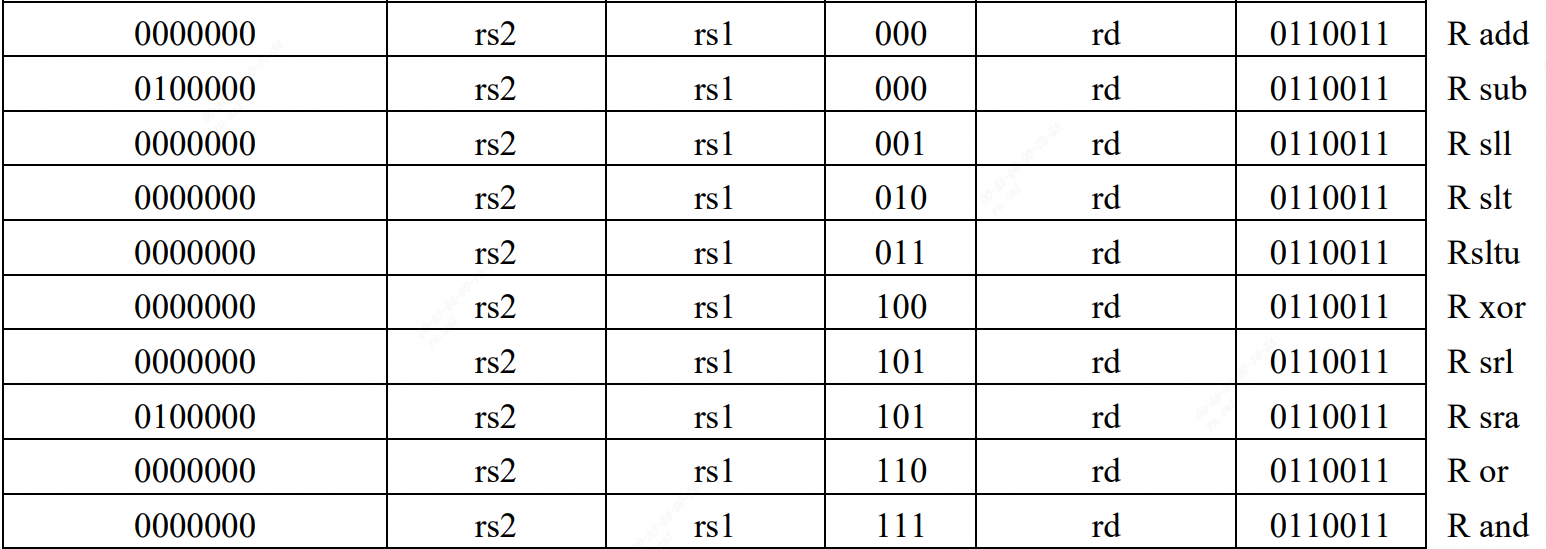 0000000 rs2 rs1 000 rd 0110011 R add
0100000 rs2 rs1 000 rd 0110011 R sub
0000000 rs2 rs1 001 rd 0110011 R sll
0000000 rs2 rs1 010 rd 0110011 R slt
0000000 rs2 rs1 011 rd 0110011 Rsltu
0000000 rs2 rs1 100 rd 0110011 R xor
0000000 rs2 rs1 101 rd 0110011 R srl
0100000 rs2 rs1 101 rd 0110011 R sra
0000000 rs2 rs1 110 rd 0110011 R or
0000000 rs2 rs1 111 rd 0110011 R and